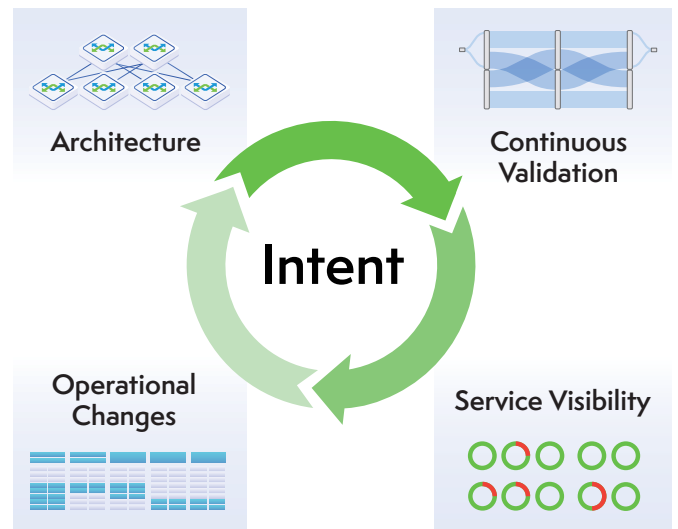 Architecture
Continuous
Validation
Intent
Operational
Changes
Service Visibility